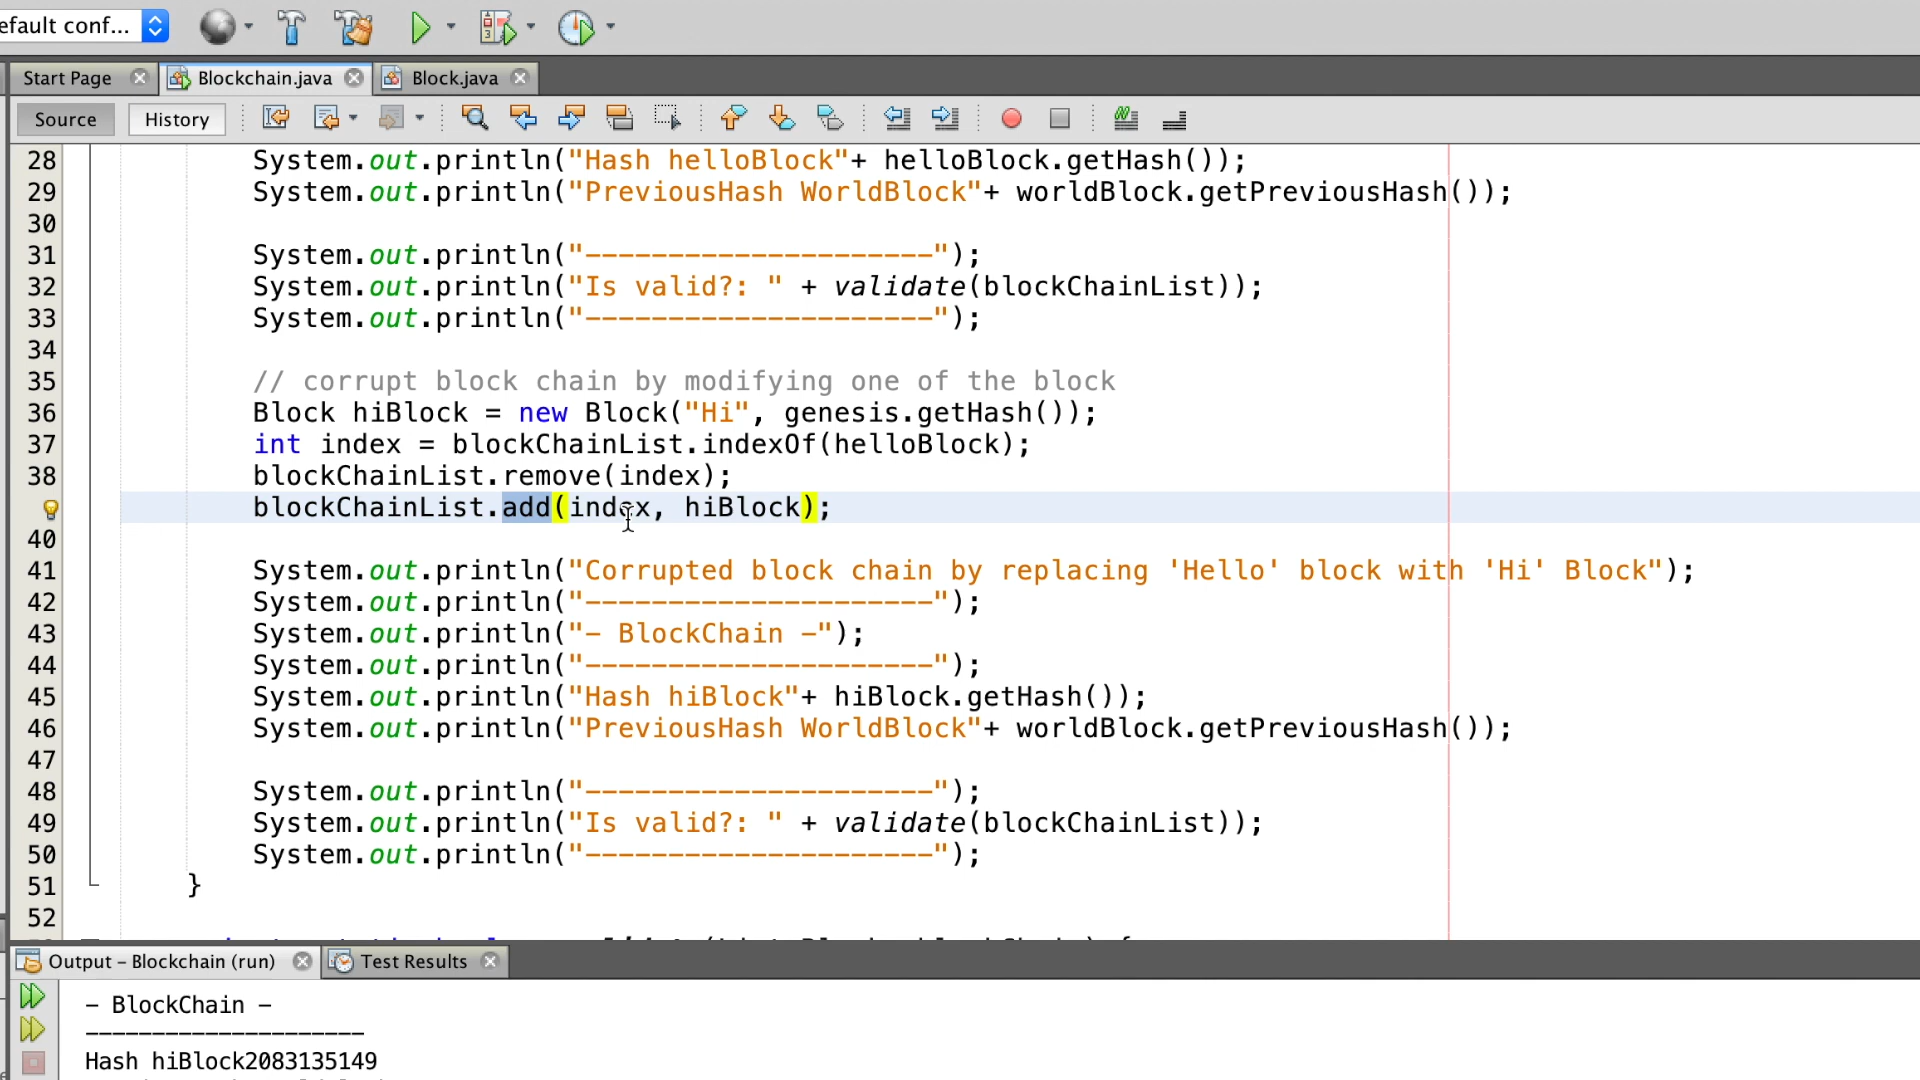 efault conf...
Start Page Blockchain.java Block.java
Source History
28 System.out.println("Hash helloBlock"+ helloBlock.getHash());
29 System.out.println("PreviousHash WorldBlock"+ worldBlock.getPreviousHash());
30
31 System.out.println("---------------------");
32 System.out.println("Is valid?: " + validate(blockChainList));
33 System.out.println("---------------------");
34
35 // corrupt block chain by modifying one of the block
36 Block hiBlock = new Block("Hi", genesis.getHash());
37 int index = blockChainList.indexOf(helloBlock);
38 blockChainList.remove(index);
blockChainList.add(index, hiBlock);
40
41 System.out.println("Corrupted block chain by replacing 'Hello' block with 'Hi' Block");
42 System.out.println("---------------------");
43 System.out.println("- BlockChain -");
44 System.out.println("---------------------");
45 System.out.println("Hash hiBlock"+ hiBlock.getHash());
46 System.out.println("PreviousHash WorldBlock"+ worldBlock.getPreviousHash());
47
48 System.out.println("---------------------");
49 System.out.println("Is valid?: " + validate(blockChainList));
50 System.out.println("---------------------");
51 }
52
Output - Blockchain (run) Test Results
- BlockChain -
---------------------
Hash hiBlock2083135149